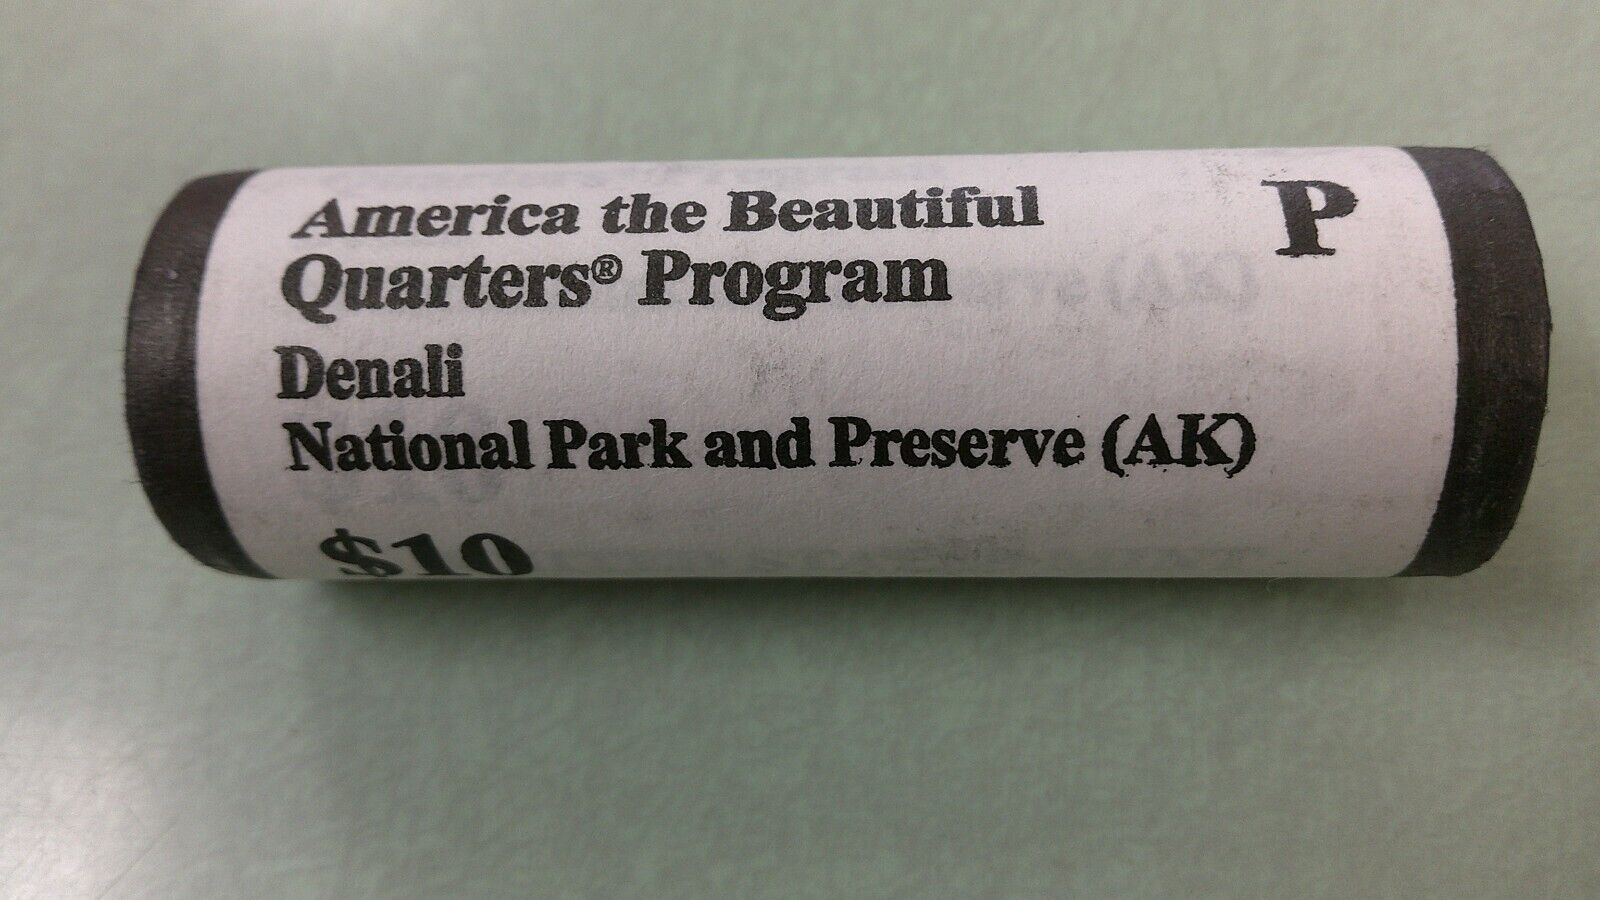 America the Beautiful
Quarters® Program
P
Denali
National Park and Preserve (AK)
$10